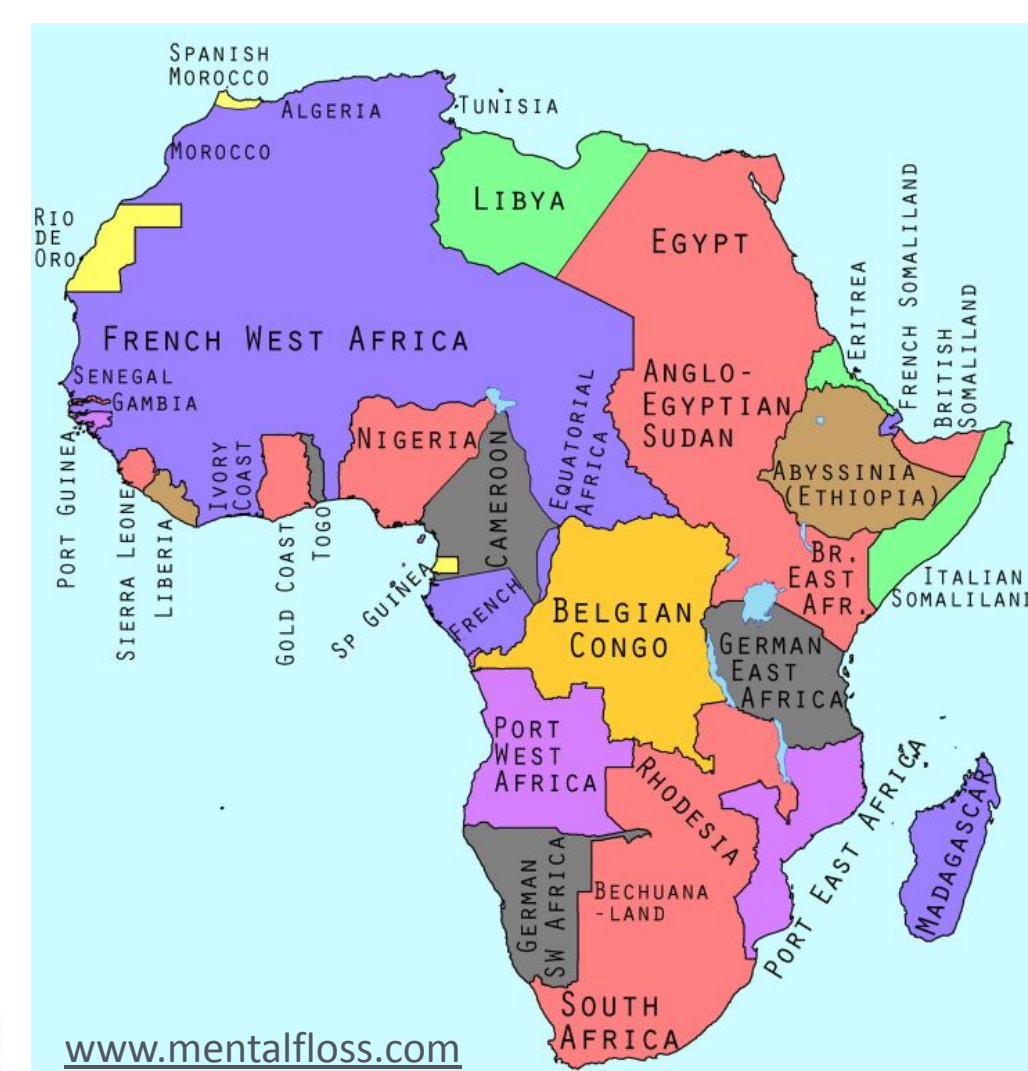 SPANISH
MOROCCO
ALGERIA
TUNISIA
MOROCCO
LIBYA
RIO
DE
ORO
EGYPT
FRENCH WEST AFRICA
ERITREA
FRENCH SOMALILAND
BRITISH
SOMALILAND
SENEGAL
GAMBIA
ANGLO-
EGYPTIAN
SUDAN
NIGERIA
EQUATORIAL
AFRICA
ABYSSINIA
(ETHIOPIA)
PORT GUINEA
SIERRA LEONE
LIBERIA
IVORY
COAST
GOLD COAST
TOGO
CAMEROON
SP GUINEA
FRENCH
BR.
EAST
AFR.
ITALIAN
SOMALILAND
BELGIAN
CONGO
GERMAN
EAST
AFRICA
PORT
WEST
AFRICA
RHODESIA
PORT EAST AFRICA
MADAGASCAR
GERMAN
SW AFRICA
BECHUANA
-LAND
SOUTH
AFRICA
www.mentalfloss.com